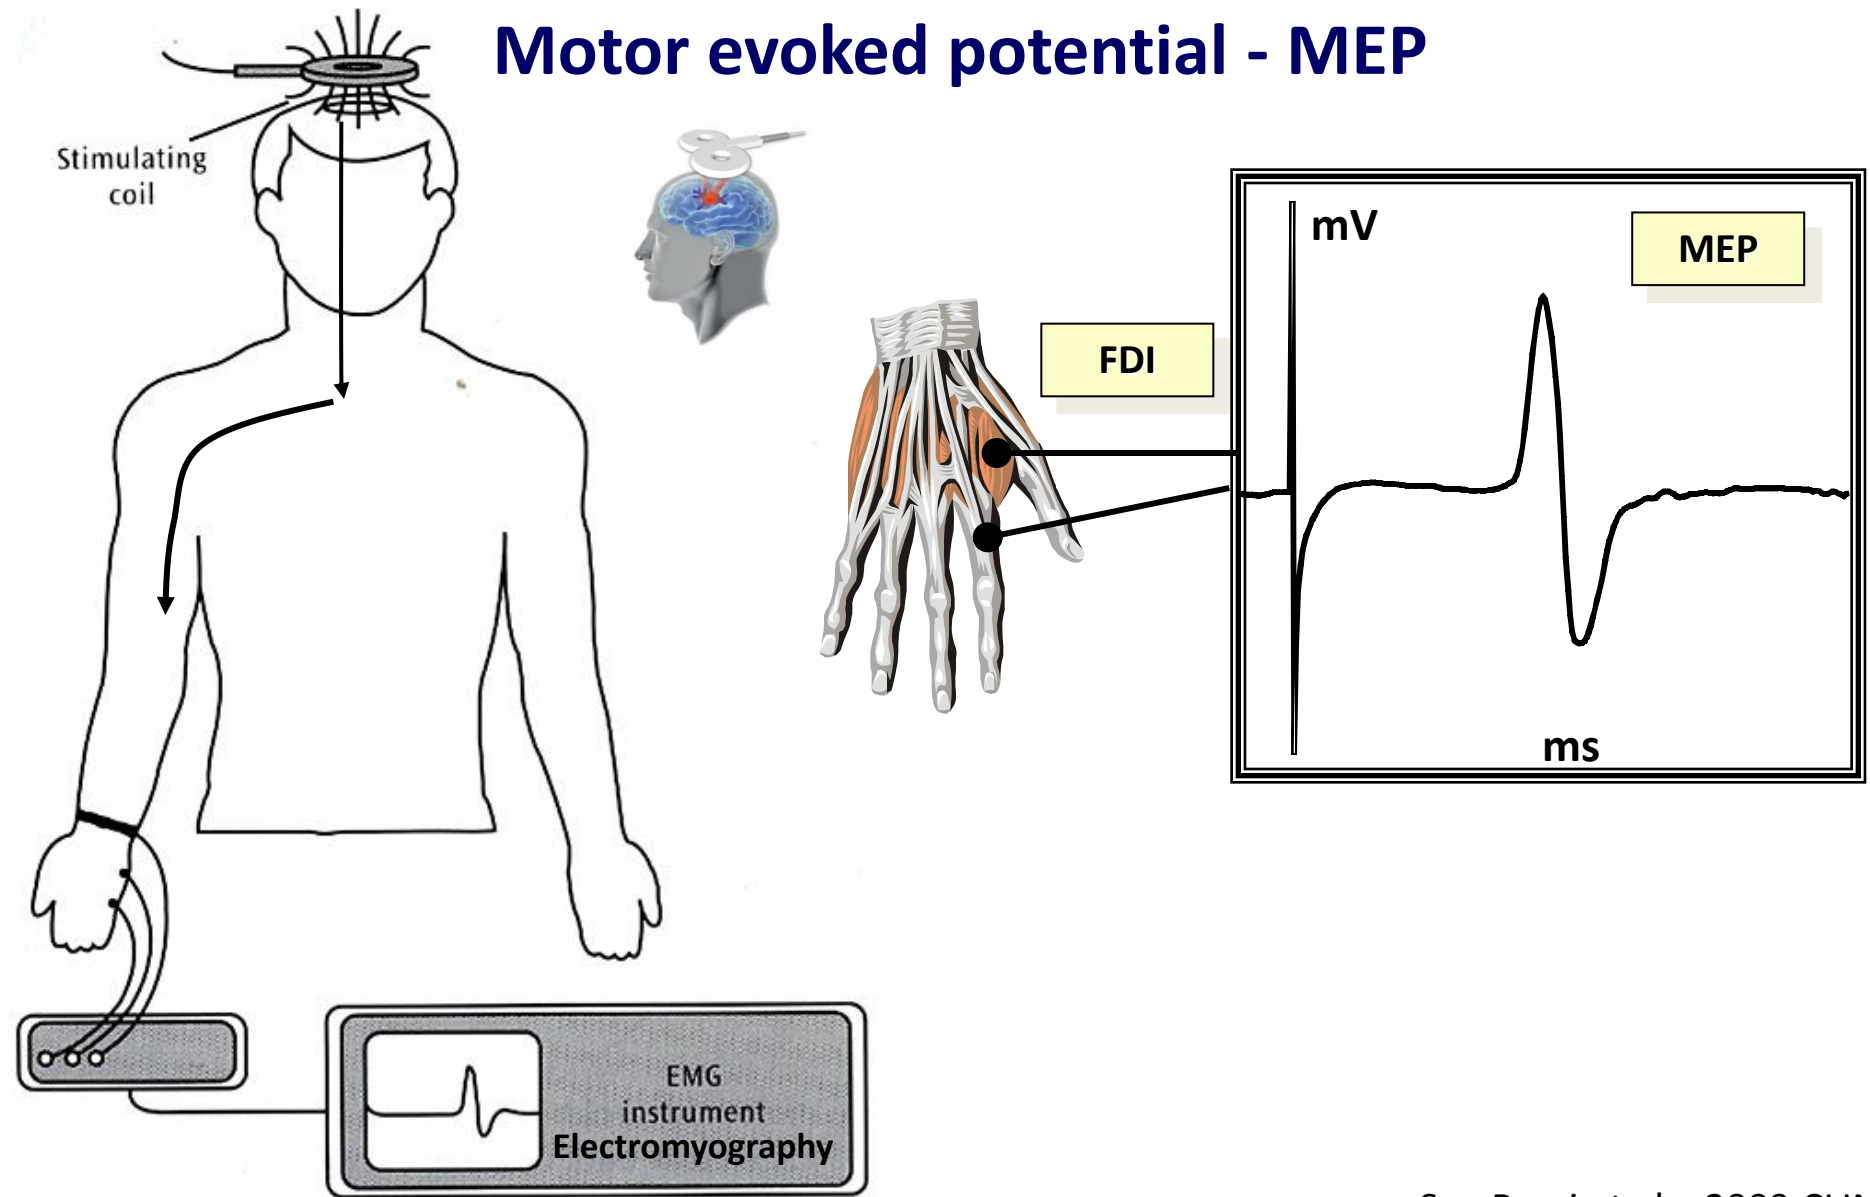 Motor evoked potential - MEP
Stimulating
coil
mV
MEP
FDI
ms
EMG
instrument
Electromyography